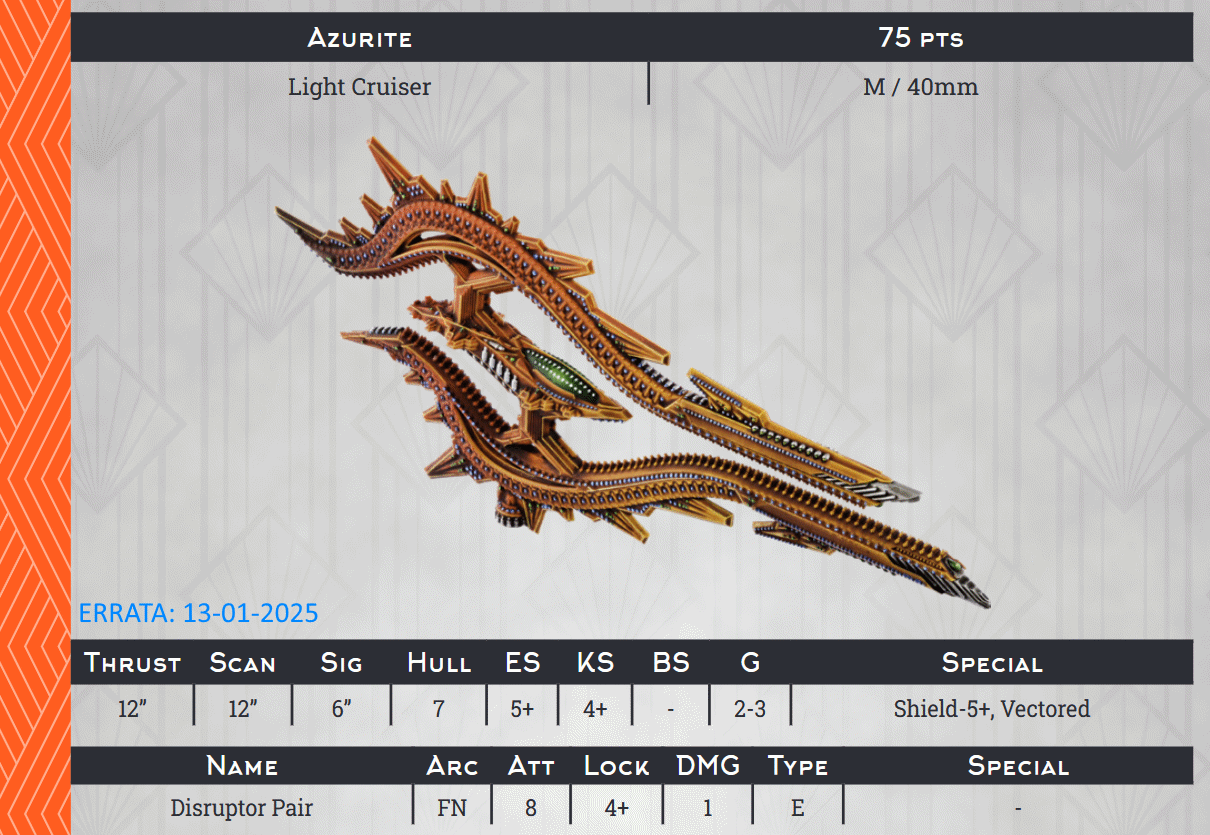 Azurite 75 pts
Light Cruiser M / 40mm
ERRATA: 13-01-2025
Thrust Scan Sig Hull ES KS BS G Special
12” 12” 6” 7 5+ 4+ - 2-3 Shield-5+, Vectored
Name Arc Att Lock DMG Type Special
Disruptor Pair FN 8 4+ 1 E -